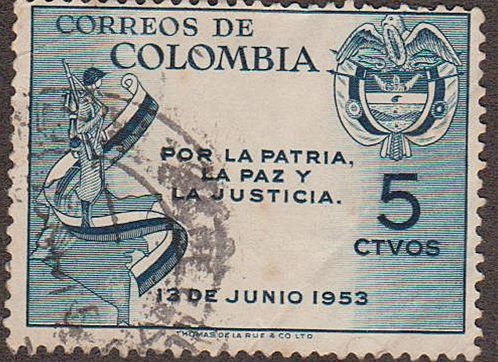 CORREOS DE
COLOMBIA
POR LA PATRIA,
LA PAZ Y
LA JUSTICIA.
5
CTVOS
13 DE JUNIO 1953
THOMAS DE LA RUE & CO LTD